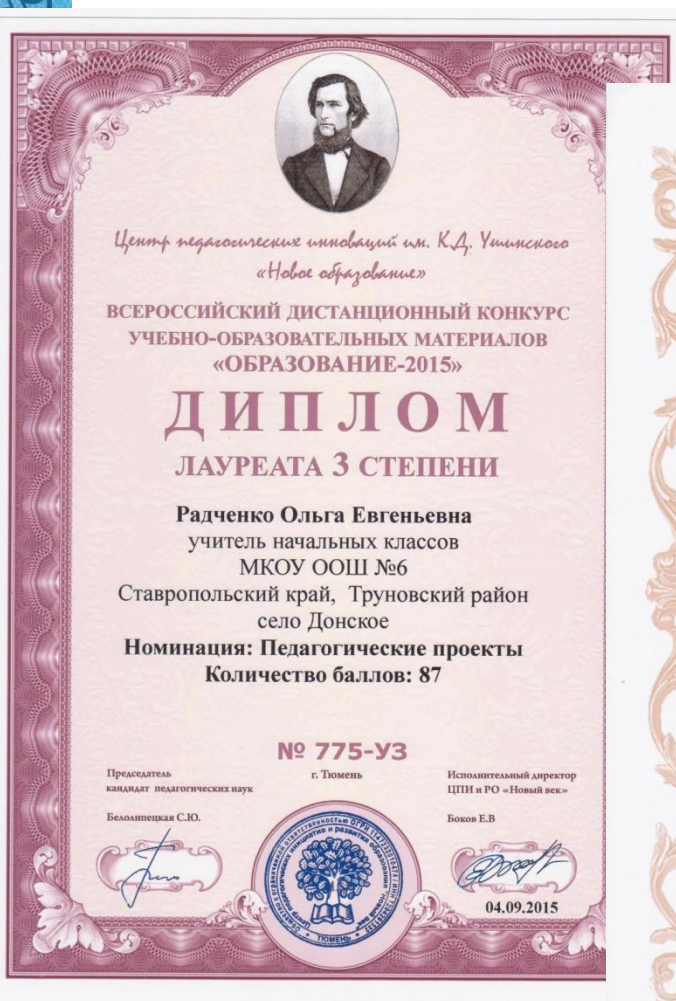 Центр педагогических инноваций им. К.Д. Ушинского
«Новое образование»
ВСЕРОССИЙСКИЙ ДИСТАНЦИОННЫЙ КОНКУРС
УЧЕБНО-ОБРАЗОВАТЕЛЬНЫХ МАТЕРИАЛОВ
«ОБРАЗОВАНИЕ-2015»
ДИПЛОМ
ЛАУРЕАТА 3 СТЕПЕНИ
Радченко Ольга Евгеньевна
учитель начальных классов
МКОУ ООШ №6
Ставропольский край, Труновский район
село Донское
Номинация: Педагогические проекты
Количество баллов: 87
№ 775-У3
Председатель
кандидат педагогических наук
г. Тюмень
Исполнительный директор
ЦПИ и РО «Новый век»
Белолипецкая С.Ю.
Боков Е.В
04.09.2015
ТЮМЕНЬ